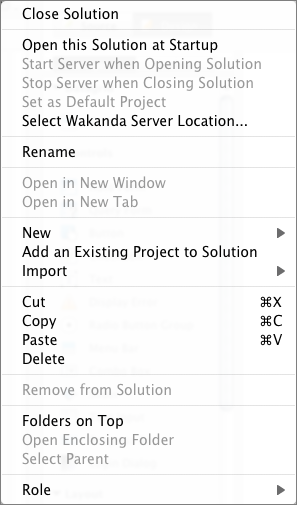 Close Solution
Open this Solution at Startup
Start Server when Opening Solution
Stop Server when Closing Solution
Set as Default Project
Select Wakanda Server Location...
Rename
Open in New Window
Open in New Tab
New
Add an Existing Project to Solution
Import
Cut ⌘X
Copy ⌘C
Paste ⌘V
Delete
Remove from Solution
Folders on Top
Open Enclosing Folder
Select Parent
Role